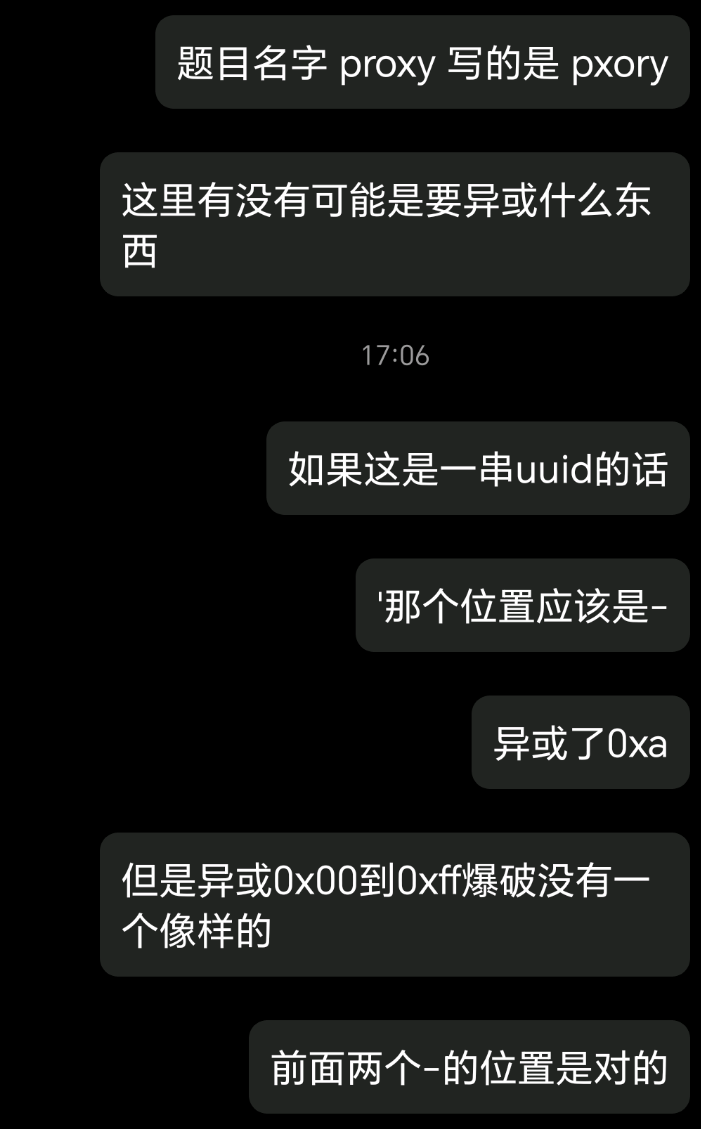 题目名字 proxy 写的是 pxory
这里有没有可能是要异或什么东
西
17:06
如果这是一串uuid的话
'那个位置应该是-
异或了0xa
但是异或0x00到0xff爆破没有一
个像样的
前面两个-的位置是对的